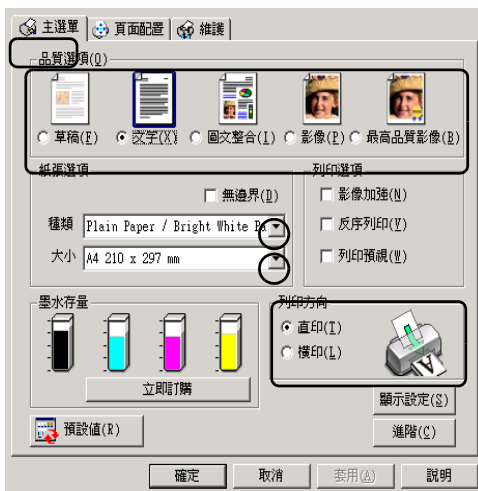 主選單 頁面配置 維護
品質選項(Q)
草稿(F) 文字(X) 圖文整合(I) 影像(P) 最高品質影像(B)
紙張選項 列印選項
無邊界(D) 影像加強(N)
種類 Plain Paper / Bright White Pa 反序列印(Y)
大小 A4 210 x 297 mm 列印預視(W)
墨水存量 列印方向
直印(T)
橫印(L)
立即訂購
顯示設定(S)
預設值(R) 進階(C)
確定 取消 套用(A) 說明